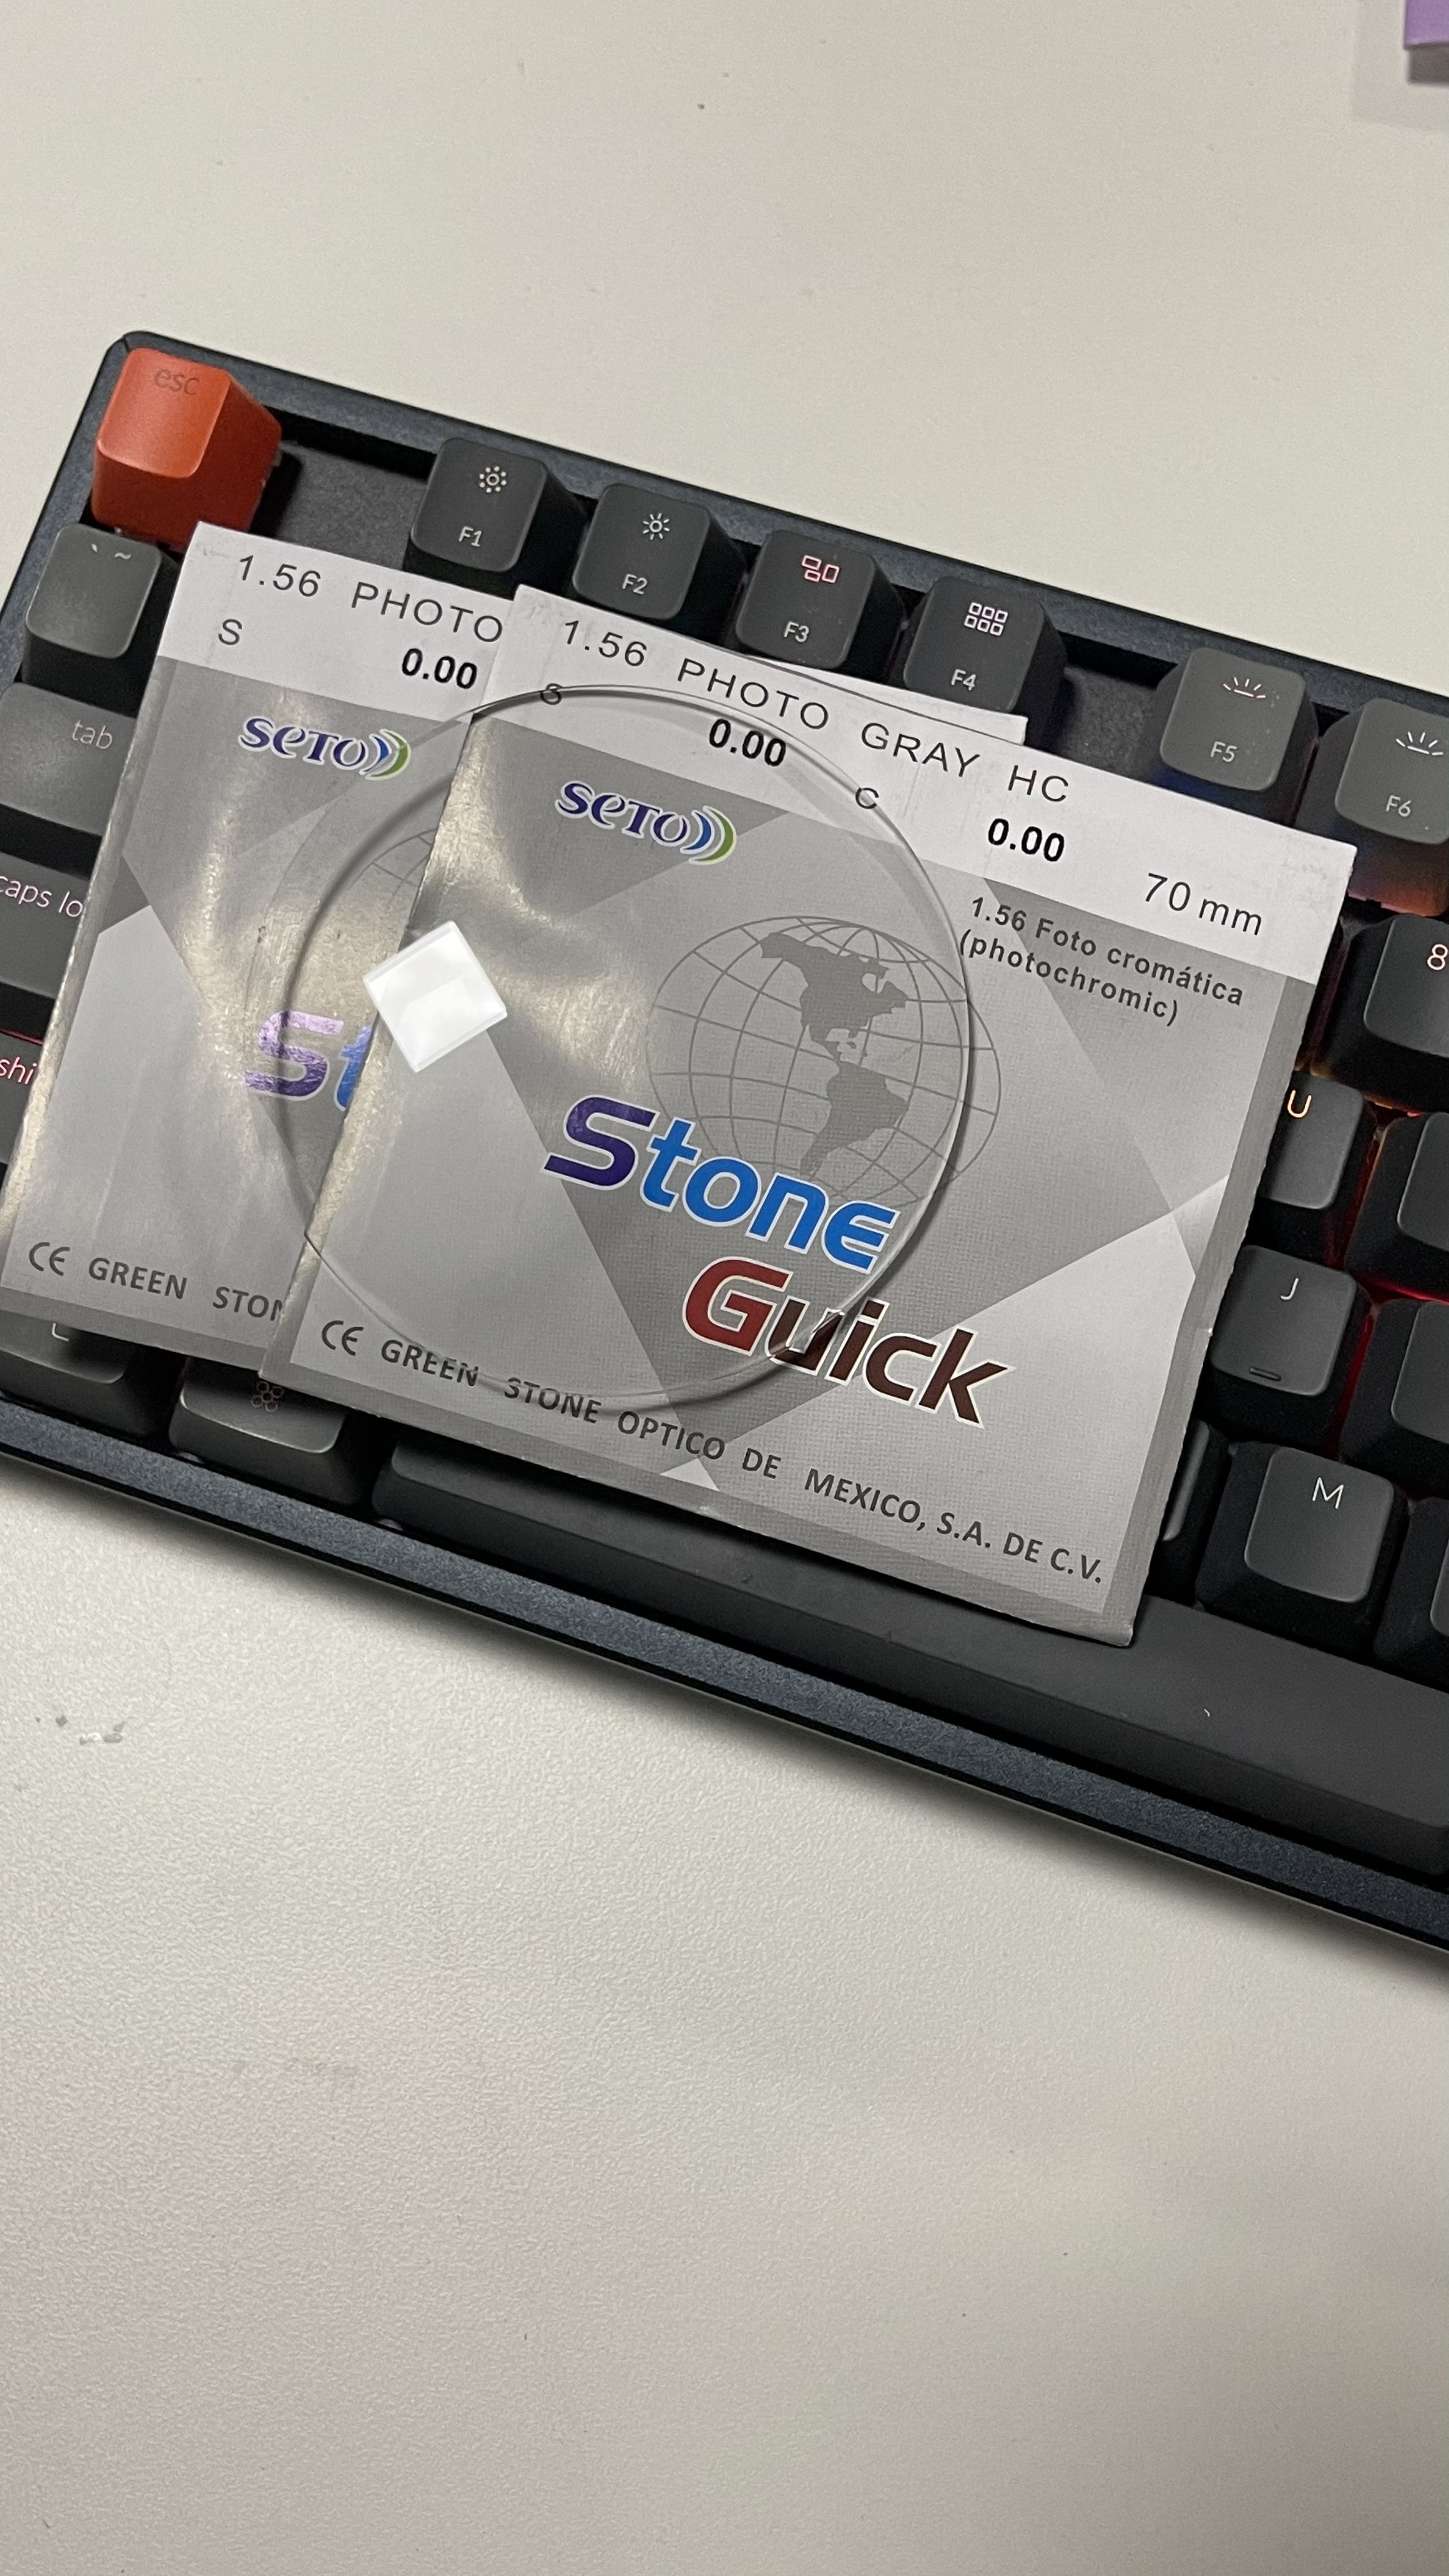 esc
F1
F2
F3
F4
F5
F6
` ~
tab
caps lo
shi
8
U
J
M
1.56 PHOTO
S
0.00
SETO
St
CE GREEN STON
1.56 PHOTO GRAY HC
S
0.00
C
0.00
70 mm
SETO
1.56 Foto cromática
(photochromic)
Stone
Guick
CE GREEN STONE OPTICO DE MEXICO, S.A. DE C.V.